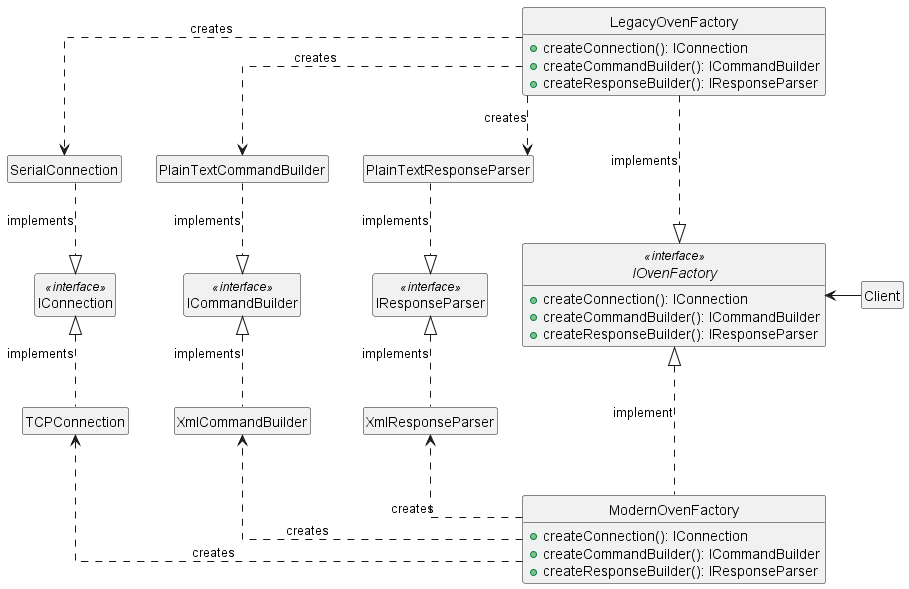 LegacyOvenFactory
createConnection(): IConnection
createCommandBuilder(): ICommandBuilder
createResponseBuilder(): IResponseParser
creates
creates
creates
implements
SerialConnection
PlainTextCommandBuilder
PlainTextResponseParser
implements
implements
implements
«interface»
IConnection
«interface»
ICommandBuilder
«interface»
IResponseParser
«interface»
IOvenFactory
createConnection(): IConnection
createCommandBuilder(): ICommandBuilder
createResponseBuilder(): IResponseParser
Client
implements
implements
implements
implement
TCPConnection
XmlCommandBuilder
XmlResponseParser
creates
creates
creates
ModernOvenFactory
createConnection(): IConnection
createCommandBuilder(): ICommandBuilder
createResponseBuilder(): IResponseParser